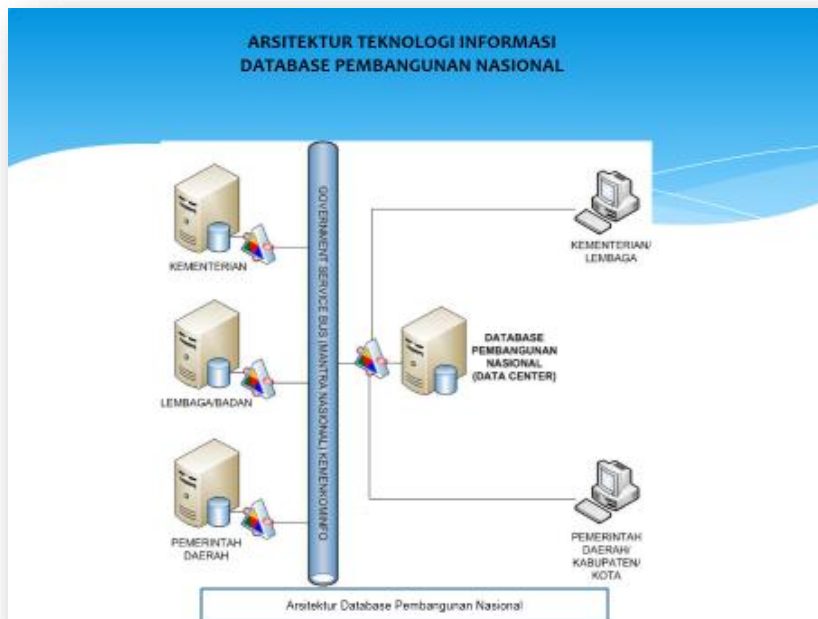 ARSITEKTUR TEKNOLOGI INFORMASI
DATABASE PEMBANGUNAN NASIONAL
KEMENTERIAN
LEMBAGA/BADAN
PEMERINTAH
DAERAH
GOVERNMENT SERVICE BUS (MANTRA NASIONAL) KEMENKOMINFO
DATABASE
PEMBANGUNAN
NASIONAL
(DATA CENTER)
KEMENTERIAN/
LEMBAGA
PEMERINTAH
DAERAH/
KABUPATEN/
KOTA
Arsitektur Database Pembangunan Nasional